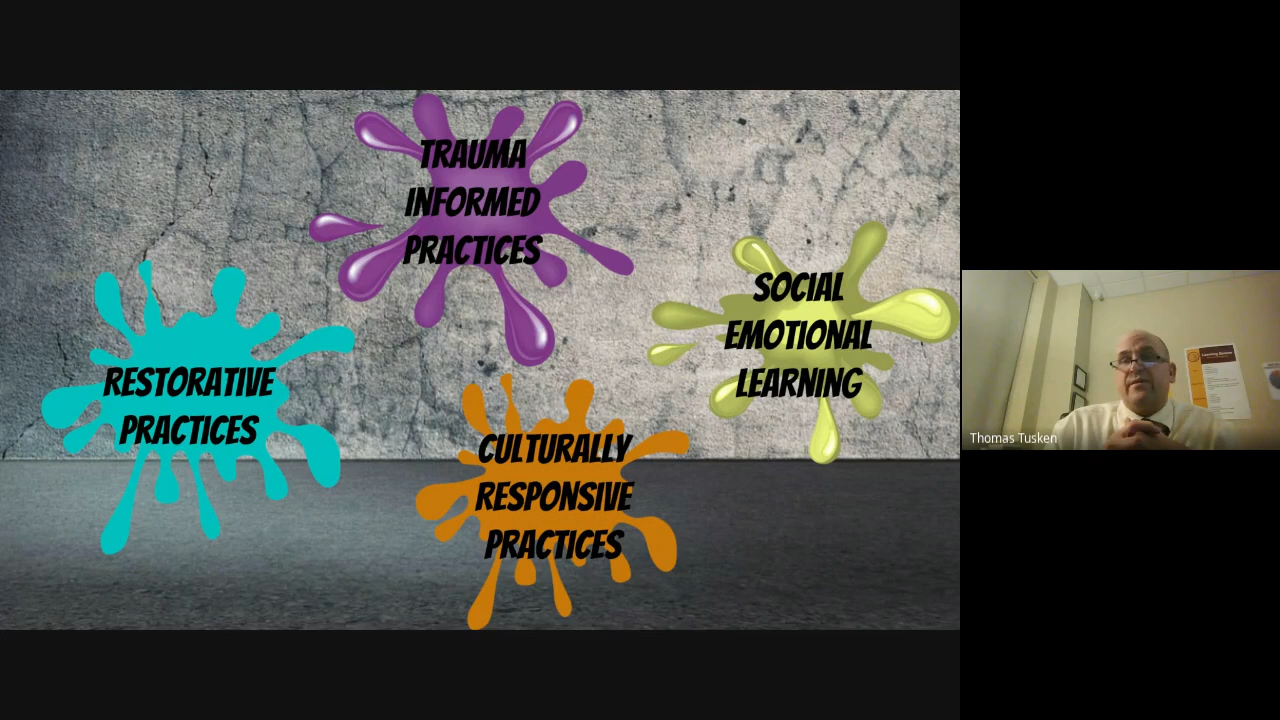 TRAUMA
INFORMED
PRACTICES
SOCIAL
EMOTIONAL
LEARNING
RESTORATIVE
PRACTICES
CULTURALLY
RESPONSIVE
PRACTICES
Thomas Tusken